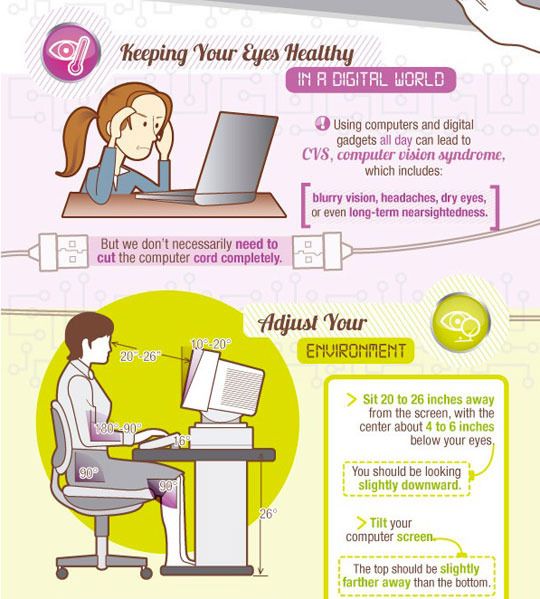 Keeping Your Eyes Healthy
IN A DIGITAL WORLD
Using computers and digital
gadgets all day can lead to
CVS, computer vision syndrome,
which includes:
blurry vision, headaches, dry eyes,
or even long-term nearsightedness.
But we don't necessarily need to
cut the computer cord completely.
Adjust Your
ENVIRONMENT
20"-26"
10°-20°
180°-90°
16°
90°
90°
26°
> Sit 20 to 26 inches away
from the screen, with the
center about 4 to 6 inches
below your eyes.
You should be looking
slightly downward.
> Tilt your
computer screen.
The top should be slightly
farther away than the bottom.